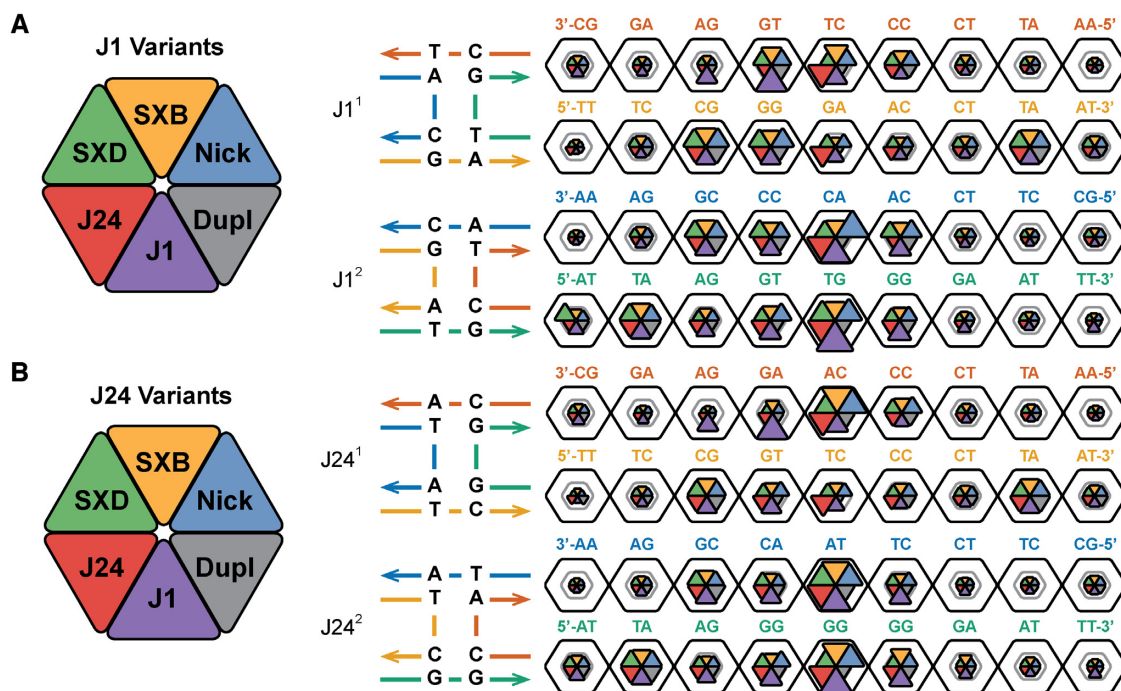 A
J1 Variants
SXB
SXD
Nick
J24
Dupl
J1
J1¹
T C
A G
C T
G A
3’-CG GA AG GT TC CC CT TA AA-5’
5’-TT TC CG GG GA AC CT TA AT-3’
J1²
C A
G T
A C
T G
3’-AA AG GC CC CA AC CT TC CG-5’
5’-AT TA AG GT TG GG GA AT TT-3’
B
J24 Variants
SXB
SXD
Nick
J24
Dupl
J1
J24¹
A C
T G
A G
T C
3’-CG GA AG GA AC CC CT TA AA-5’
5’-TT TC CG GT TC CC CT TA AT-3’
J24²
A T
T A
C C
G G
3’-AA AG GC CA AT TC CT TC CG-5’
5’-AT TA AG GG GG GG GA AT TT-3’